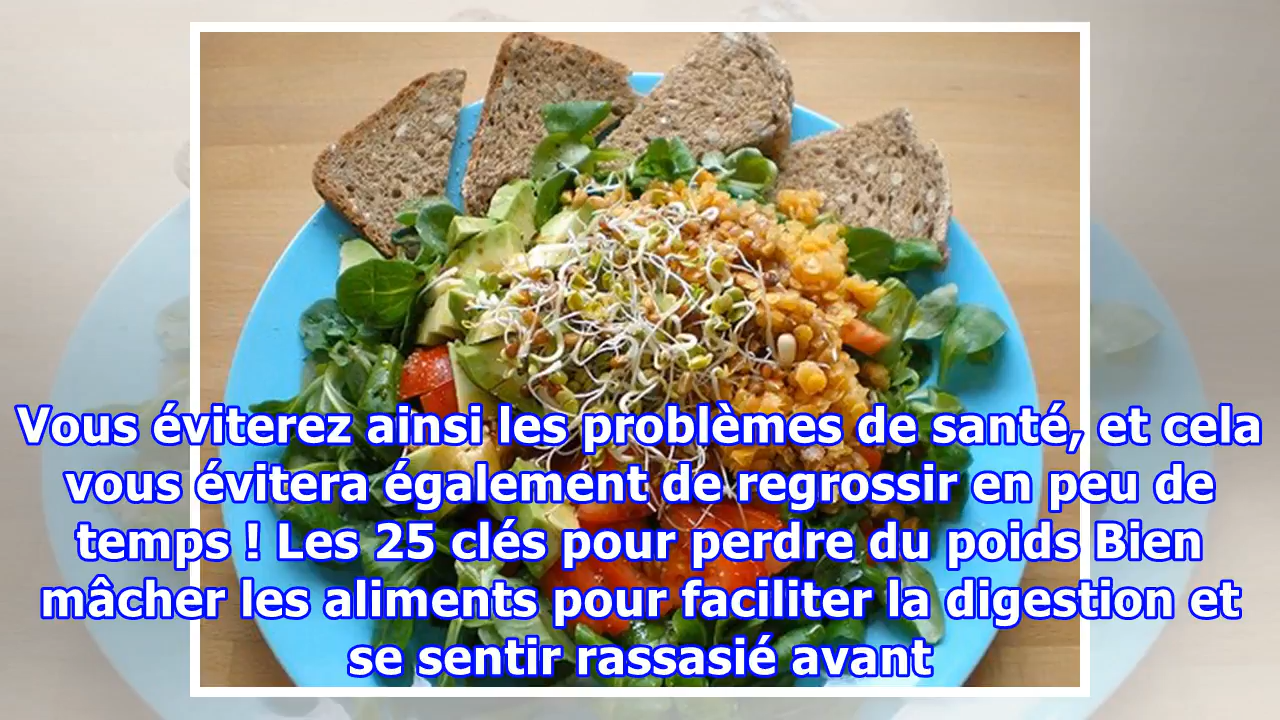 Vous éviterez ainsi les problèmes de santé, et cela
vous évitera également de regrossir en peu de
temps ! Les 25 clés pour perdre du poids Bien
mâcher les aliments pour faciliter la digestion et
se sentir rassasié avant